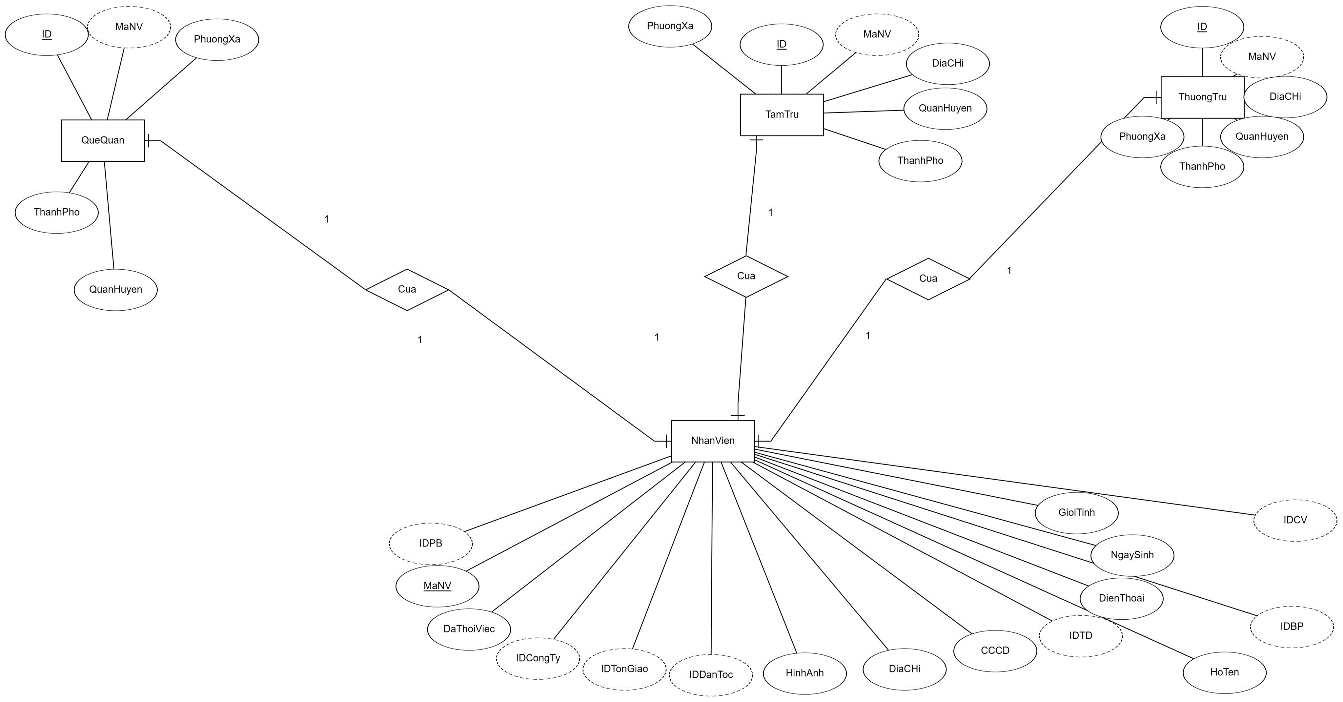 ID
MaNV
PhuongXa
QueQuan
ThanhPho
QuanHuyen
PhuongXa
ID
MaNV
DiaCHi
TamTru
QuanHuyen
ThanhPho
ID
MaNV
ThuongTru
DiaCHi
PhuongXa
QuanHuyen
ThanhPho
1
1
1
Cua
Cua
Cua
1
1
1
NhanVien
IDPB
MaNV
DaThoiViec
IDCongTy
IDTonGiao
IDDanToc
HinhAnh
DiaCHi
CCCD
IDTD
HoTen
IDBP
DienThoai
NgaySinh
GioiTinh
IDCV